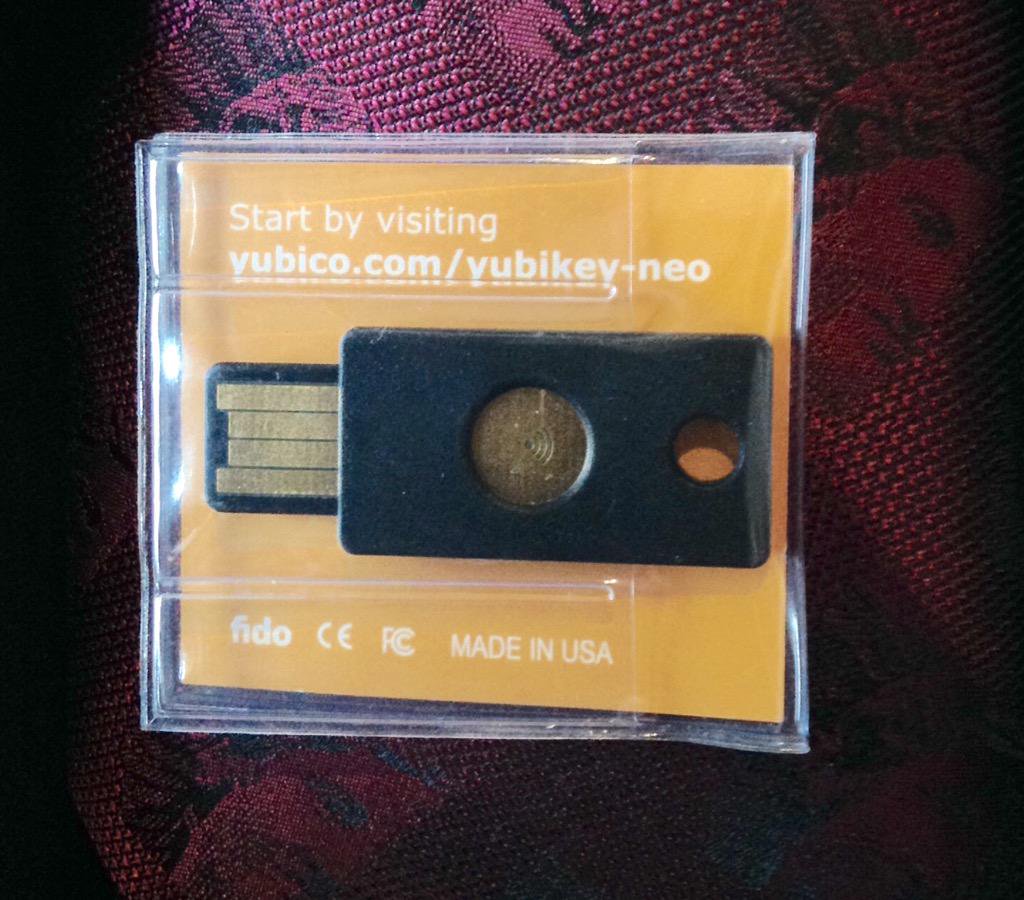 Start by visiting
yubico.com/yubikey-neo
fido CE FC MADE IN USA